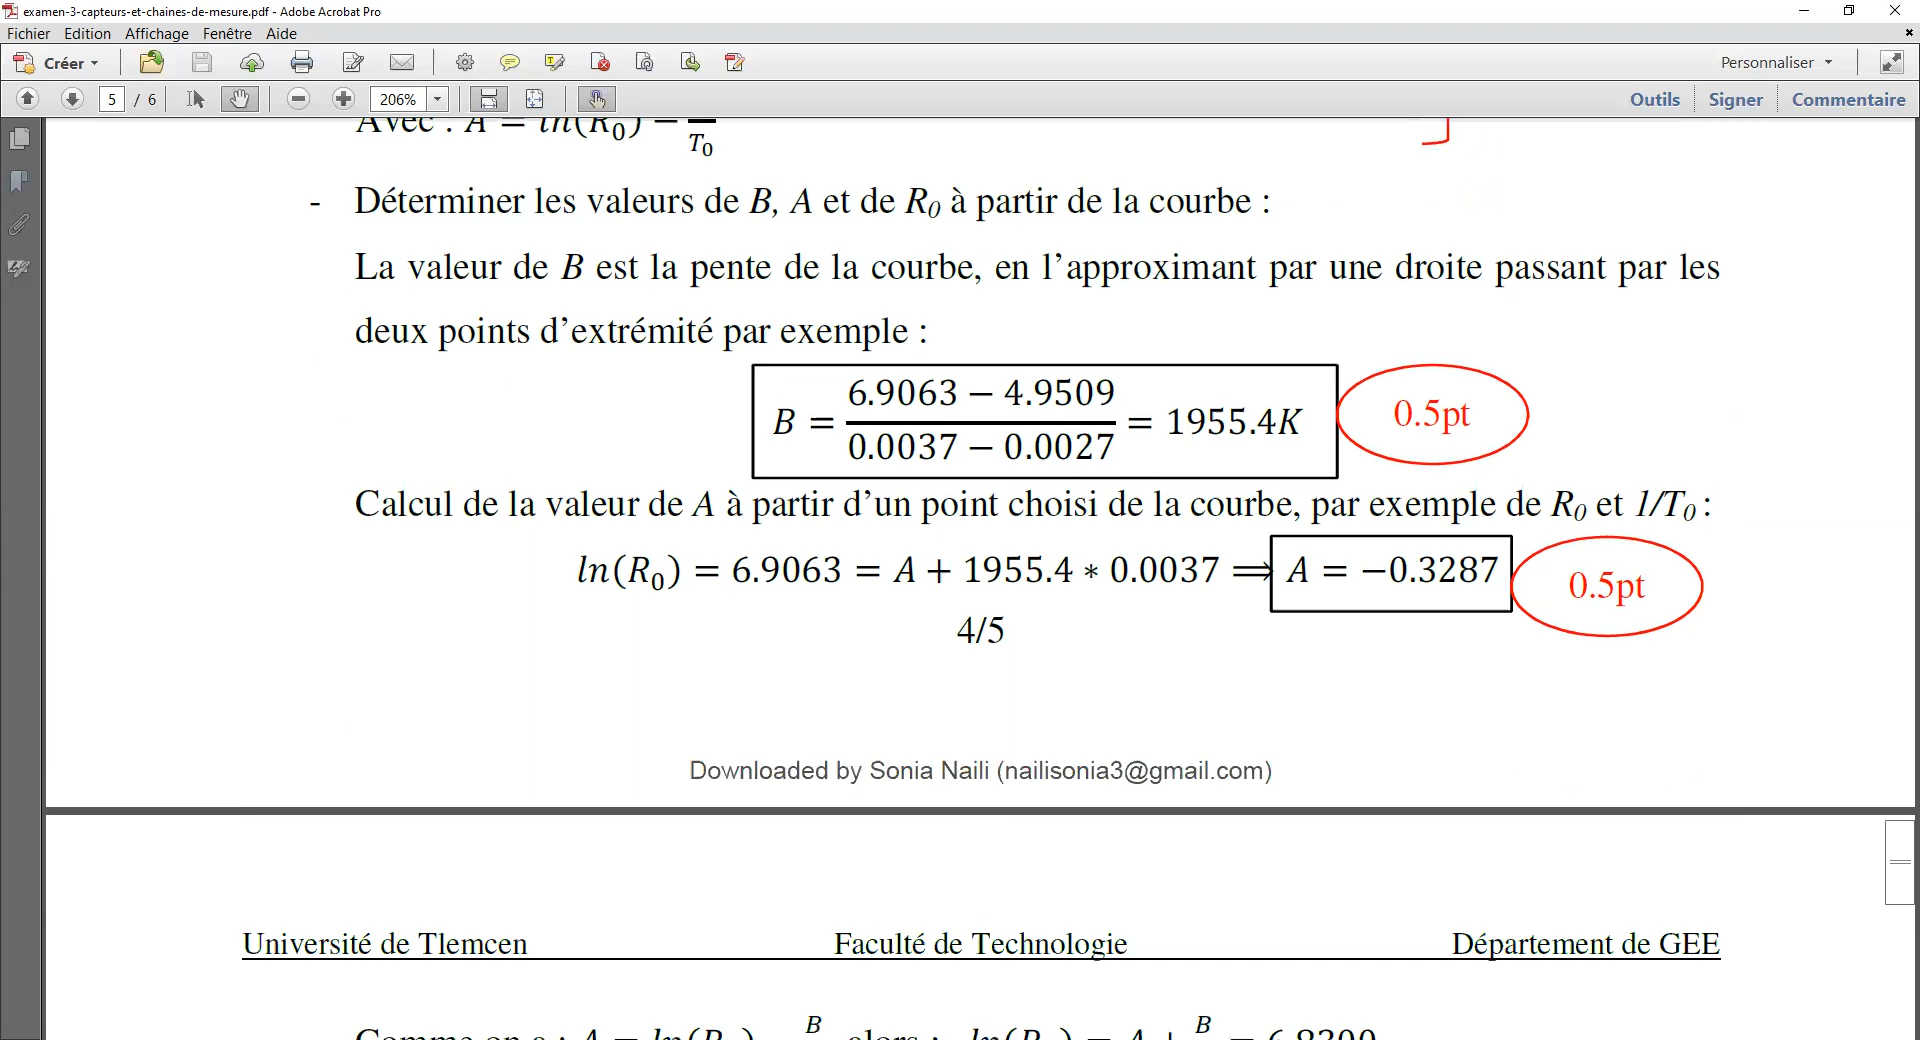 examen-3-capteurs-et-chaines-de-mesure.pdf - Adobe Acrobat Pro
Fichier Edition Affichage Fenêtre Aide
Créer Personnaliser
5 / 6 206% Outils Signer Commentaire
Avec : A = ln(R₀) − T₀
- Déterminer les valeurs de B, A et de R₀ à partir de la courbe :
La valeur de B est la pente de la courbe, en l’approximant par une droite passant par les
deux points d’extrémité par exemple :
B = (6.9063 − 4.9509)/(0.0037 − 0.0027) = 1955.4K 0.5pt
Calcul de la valeur de A à partir d’un point choisi de la courbe, par exemple de R₀ et 1/T₀ :
ln(R₀) = 6.9063 = A + 1955.4 ∗ 0.0037 ⟹ A = −0.3287 0.5pt
4/5
Downloaded by Sonia Naili (nailisonia3@gmail.com)
Université de Tlemcen Faculté de Technologie Département de GEE